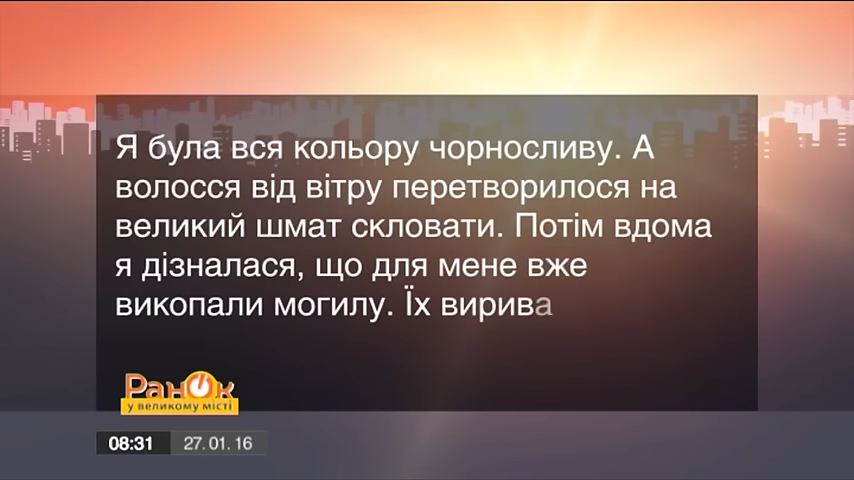 Я була вся кольору чорносливу. А
волосся від вітру перетворилося на
великий шмат скловати. Потім вдома
я дізналася, що для мене вже
викопали могилу. Їх вирива
Ранок
у великому місті
08:31 27.01.16